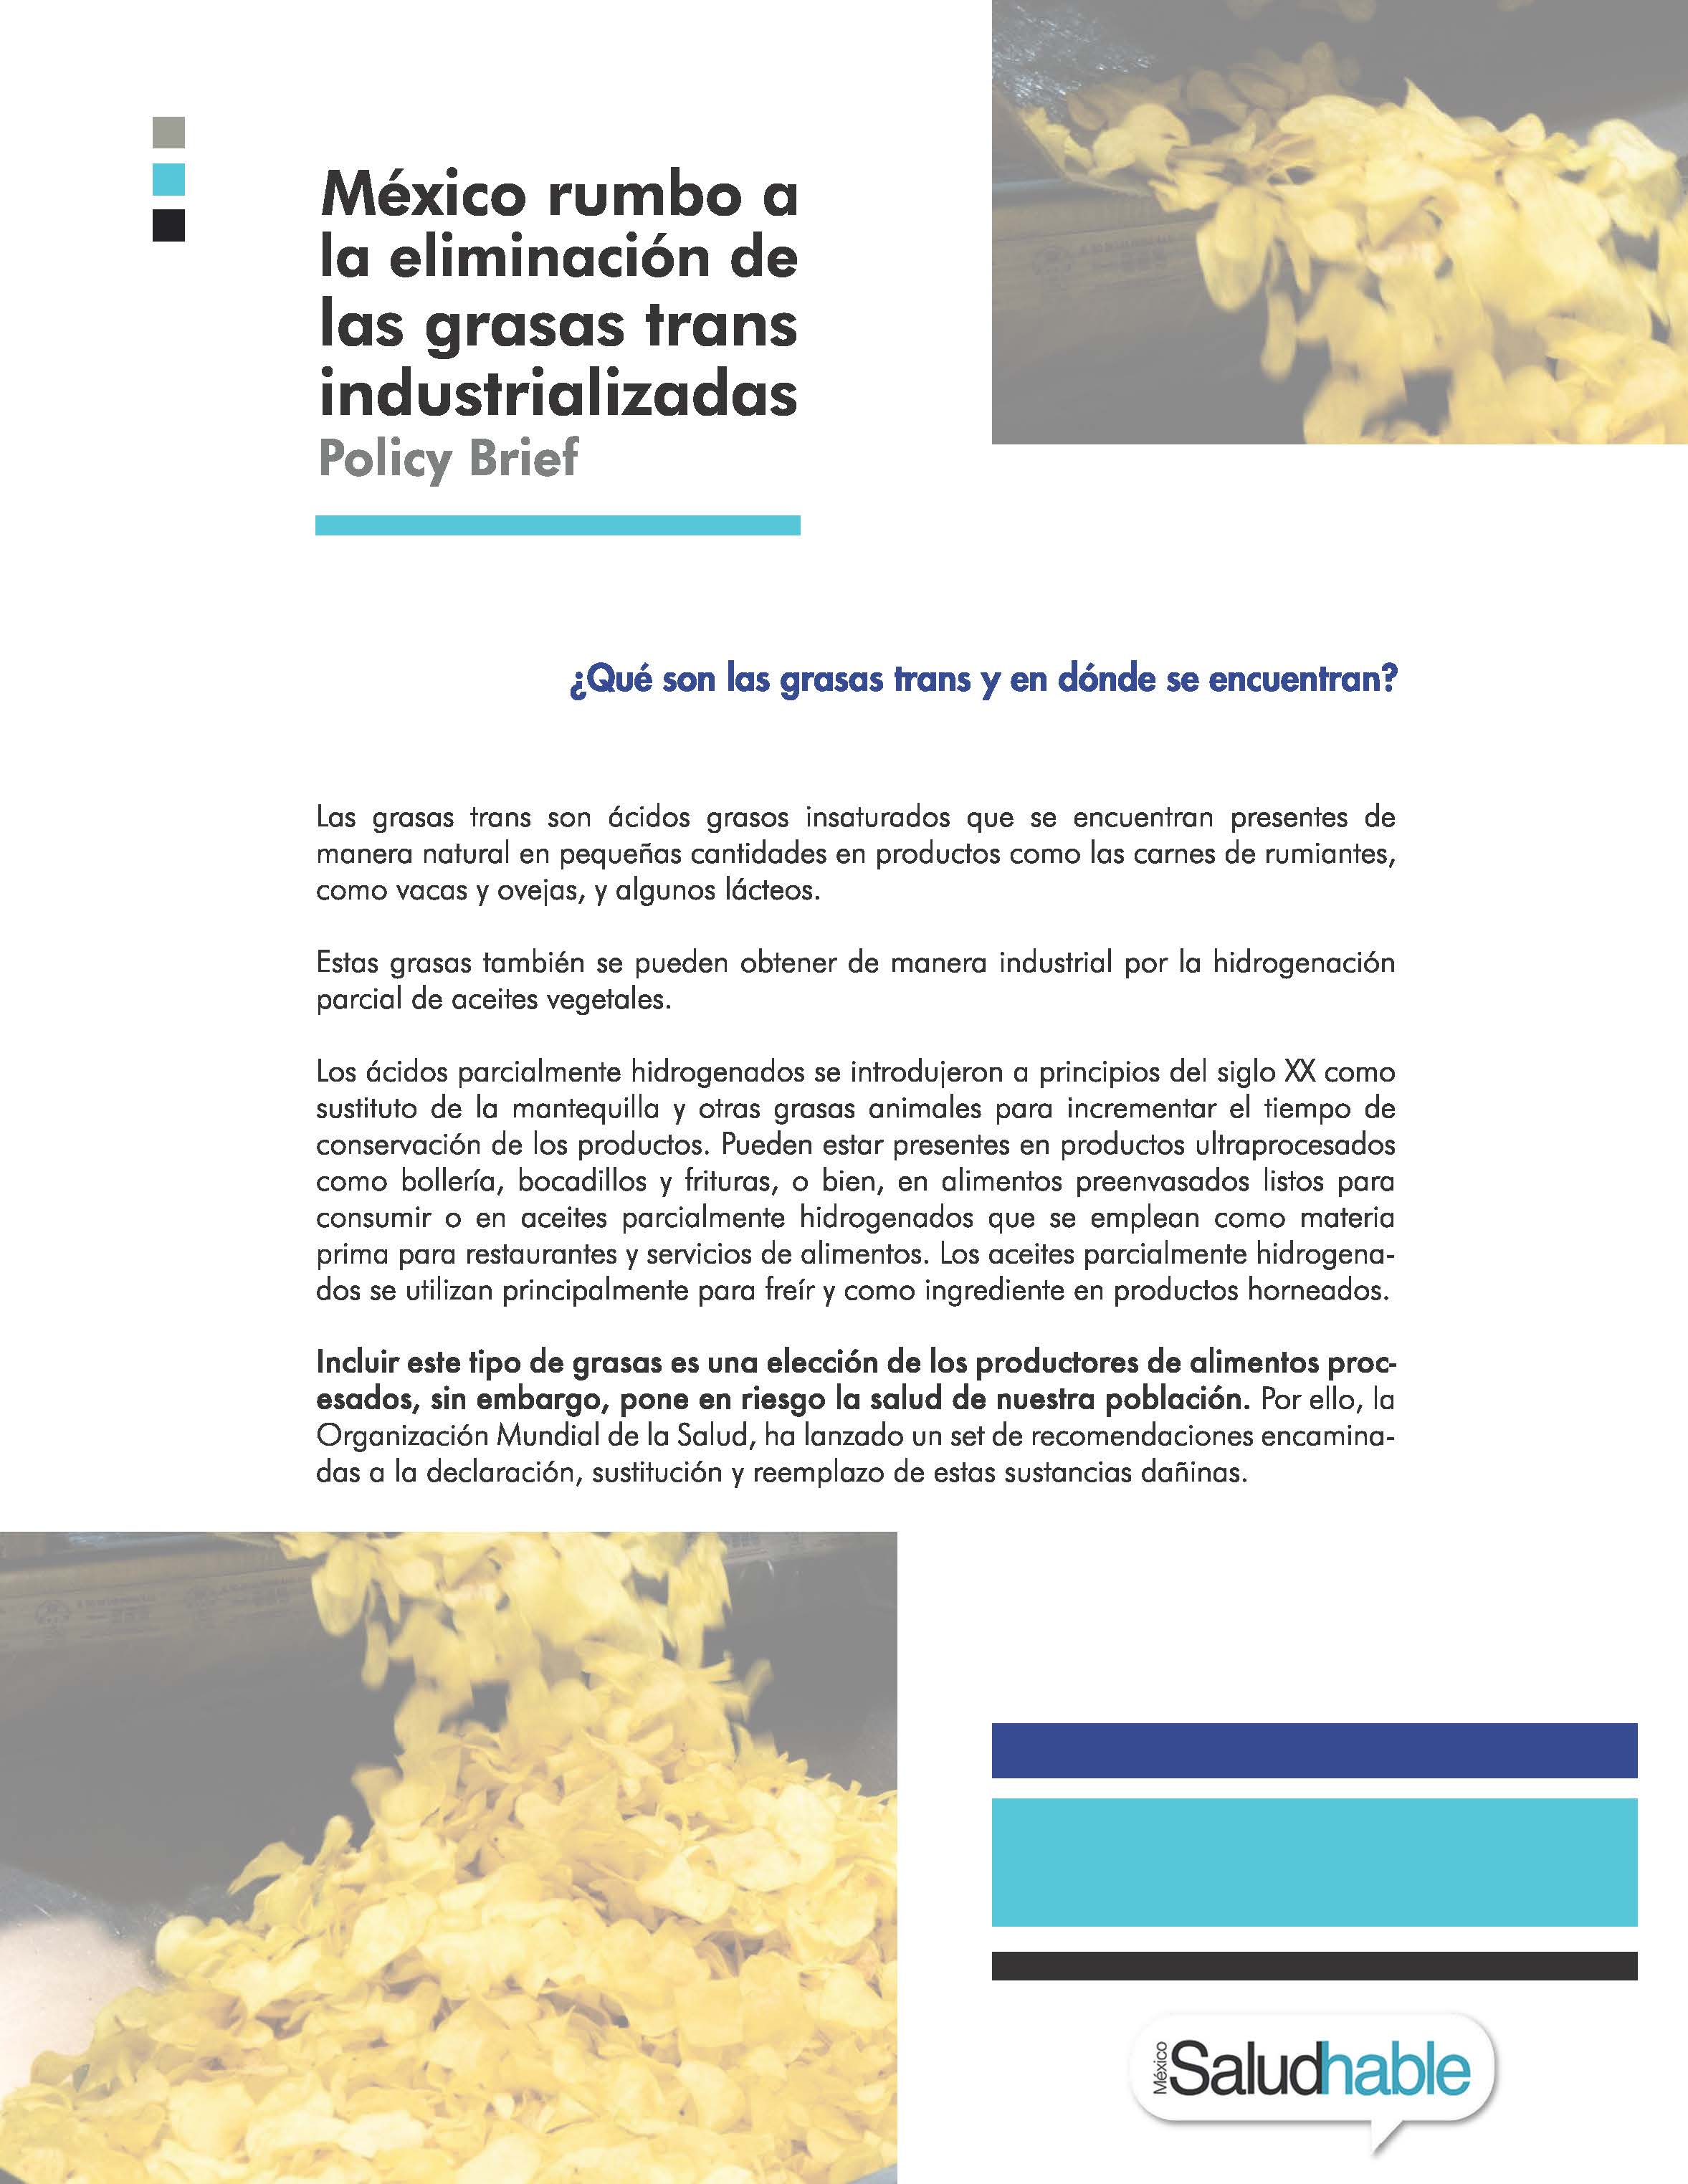 México rumbo a
la eliminación de
las grasas trans
industrializadas
Policy Brief
¿Qué son las grasas trans y en dónde se encuentran?
Las grasas trans son ácidos grasos insaturados que se encuentran presentes de
manera natural en pequeñas cantidades en productos como las carnes de rumiantes,
como vacas y ovejas, y algunos lácteos.
Estas grasas también se pueden obtener de manera industrial por la hidrogenación
parcial de aceites vegetales.
Los ácidos parcialmente hidrogenados se introdujeron a principios del siglo XX como
sustituto de la mantequilla y otras grasas animales para incrementar el tiempo de
conservación de los productos. Pueden estar presentes en productos ultraprocesados
como bollería, bocadillos y frituras, o bien, en alimentos preenvasados listos para
consumir o en aceites parcialmente hidrogenados que se emplean como materia
prima para restaurantes y servicios de alimentos. Los aceites parcialmente hidrogena-
dos se utilizan principalmente para freír y como ingrediente en productos horneados.
Incluir este tipo de grasas es una elección de los productores de alimentos proc-
esados, sin embargo, pone en riesgo la salud de nuestra población. Por ello, la
Organización Mundial de la Salud, ha lanzado un set de recomendaciones encamina-
das a la declaración, sustitución y reemplazo de estas sustancias dañinas.
México
Saludhable